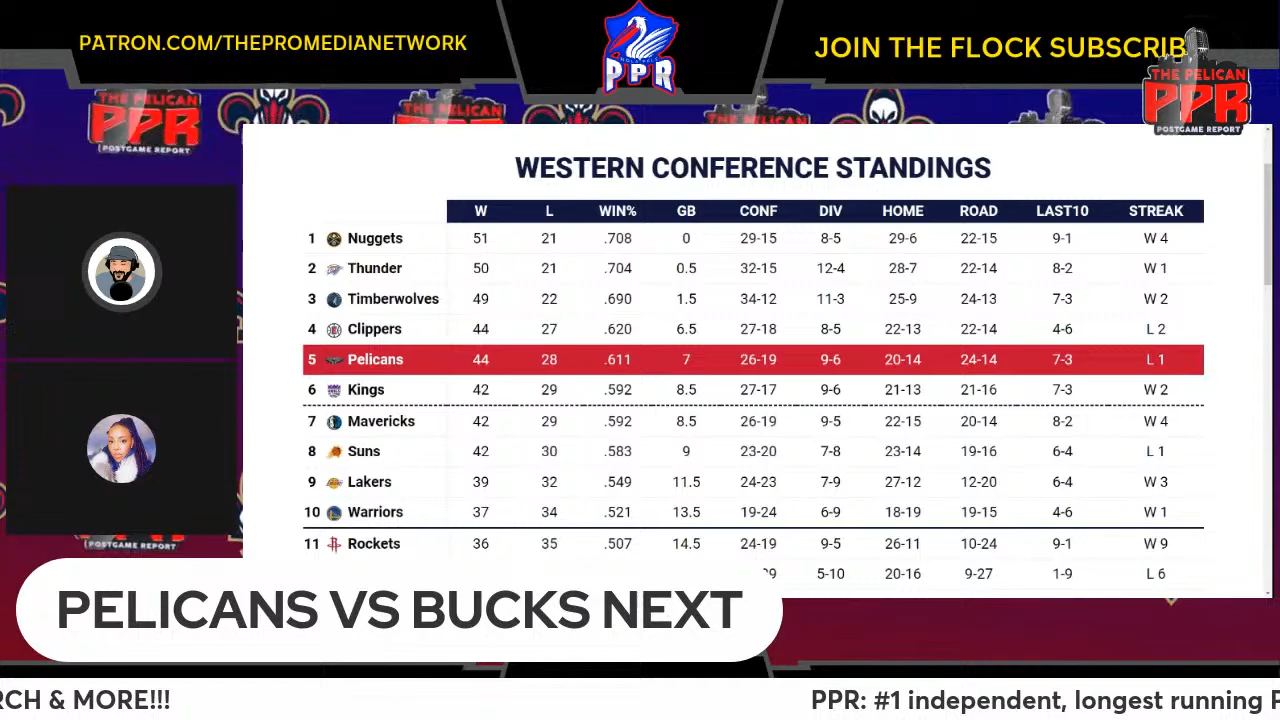 PATRON.COM/THEPROMEDIANETWORK
PPR
JOIN THE FLOCK SUBSCRIB
THE PELICAN
PPR
POSTGAME REPORT
THE PELICAN
PPR
POSTGAME REPORT
WESTERN CONFERENCE STANDINGS
W L WIN% GB CONF DIV HOME ROAD LAST10 STREAK
1 Nuggets 51 21 .708 0 29-15 8-5 29-6 22-15 9-1 W 4
2 Thunder 50 21 .704 0.5 32-15 12-4 28-7 22-14 8-2 W 1
3 Timberwolves 49 22 .690 1.5 34-12 11-3 25-9 24-13 7-3 W 2
4 Clippers 44 27 .620 6.5 27-18 8-5 22-13 22-14 4-6 L 2
5 Pelicans 44 28 .611 7 26-19 9-6 20-14 24-14 7-3 L 1
6 Kings 42 29 .592 8.5 27-17 9-6 21-13 21-16 7-3 W 2
7 Mavericks 42 29 .592 8.5 26-19 9-5 22-15 20-14 8-2 W 4
8 Suns 42 30 .583 9 23-20 7-8 23-14 19-16 6-4 L 1
9 Lakers 39 32 .549 11.5 24-23 7-9 27-12 12-20 6-4 W 3
10 Warriors 37 34 .521 13.5 19-24 6-9 18-19 19-15 4-6 W 1
11 Rockets 36 35 .507 14.5 24-19 9-5 26-11 10-24 9-1 W 9
5-10 20-16 9-27 1-9 L 6
POSTGAME REPORT
PELICANS VS BUCKS NEXT
RCH & MORE!!! PPR: #1 independent, longest running P